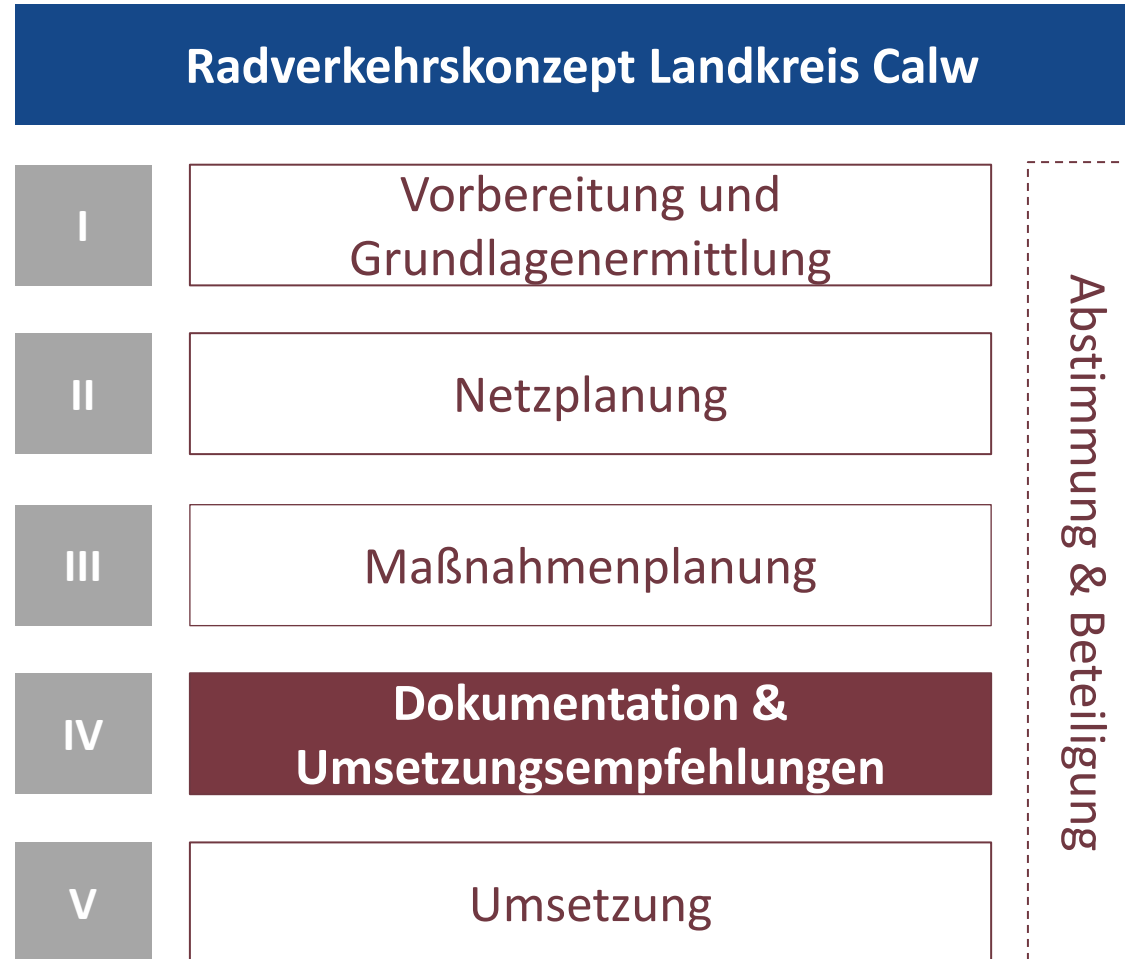 Radverkehrskonzept Landkreis Calw
I
Vorbereitung und
Grundlagenermittlung
II
Netzplanung
III
Maßnahmenplanung
IV
Dokumentation &
Umsetzungsempfehlungen
V
Umsetzung
Abstimmung & Beteiligung